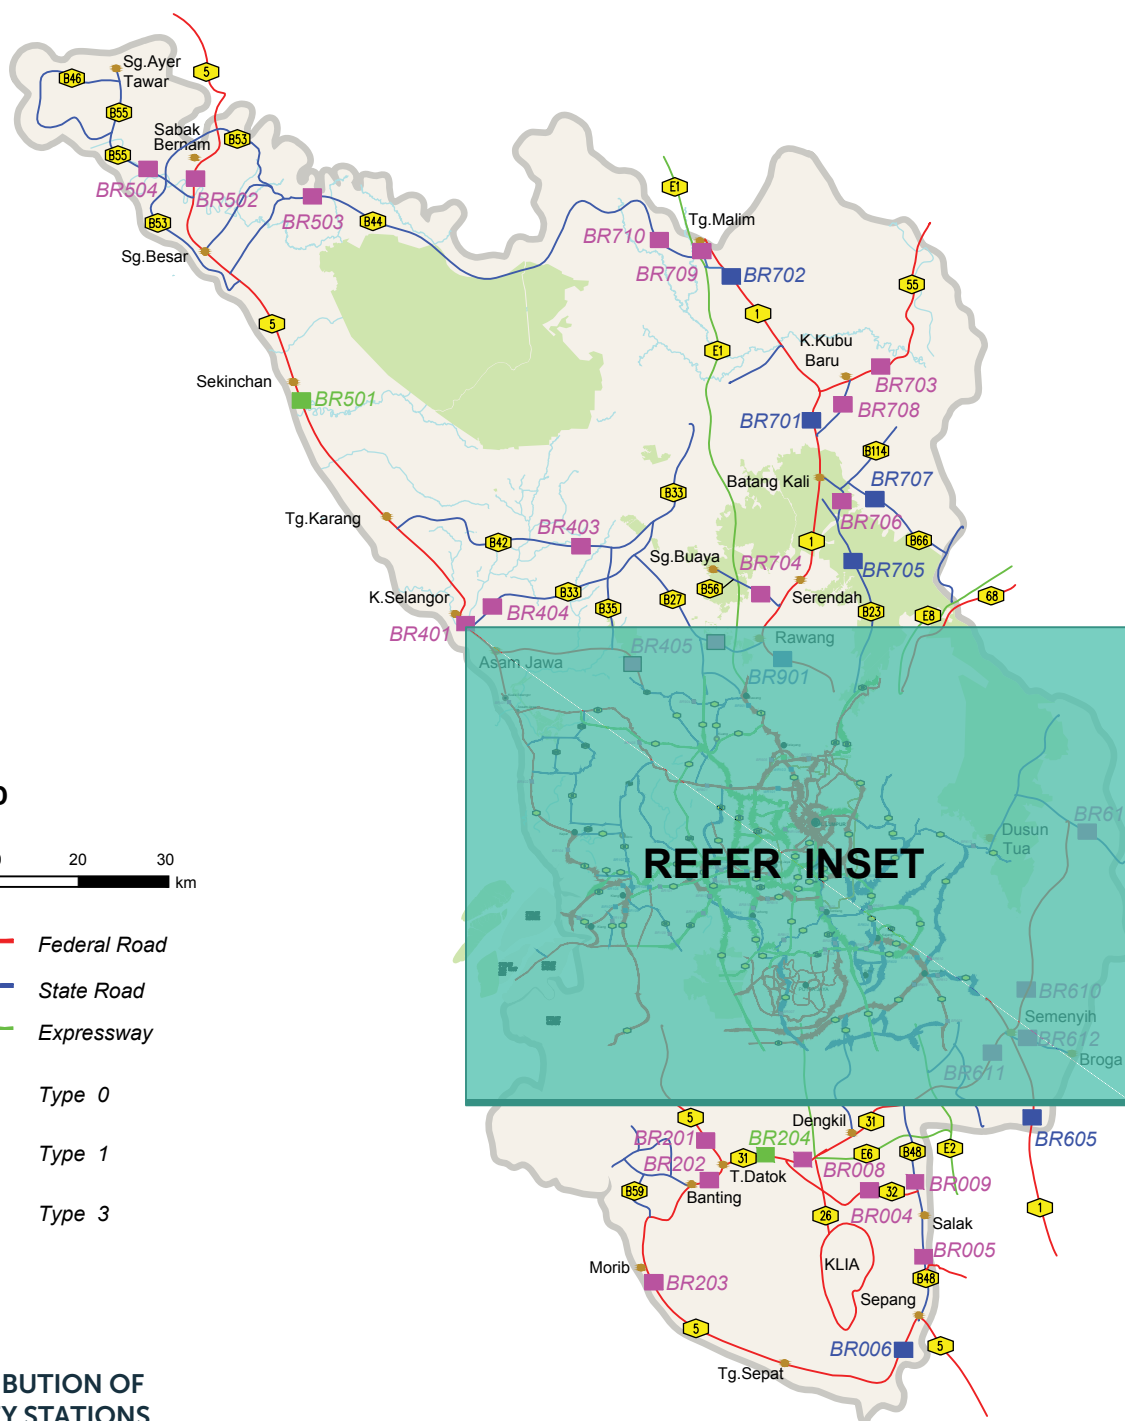 5
Sg.Ayer
Tawar
B46
B55
Sabak
Bernam
B53
B55
BR504
BR502
BR503
B53
B44
Sg.Besar
E1
Tg.Malim
BR710
BR709
BR702
55
1
5
E1
K.Kubu
Baru
Sekinchan
BR501
BR703
BR708
BR701
B114
Batang Kali
BR707
B33
BR706
Tg.Karang
BR403
B42
1
B66
Sg.Buaya
BR704
BR705
B56
Serendah
K.Selangor
B33
BR404
B35
B27
B23
E8
68
BR401
Rawang
BR405
Asam Jawa
BR901
20
30
km
Dusun
Tua
BR61
REFER INSET
Federal Road
State Road
Expressway
BR610
Semenyih
BR612
Broga
BR611
Type 0
Type 1
Type 3
5
Dengkil
31
BR201
BR204
BR605
31
E6
B48
E2
BR202
T.Datok
BR008
BR009
B59
Banting
32
BR004
26
Salak
1
KLIA
BR005
Morib
BR203
B48
Sepang
5
BR006
5
Tg.Sepat
BUTION OF
Y STATIONS